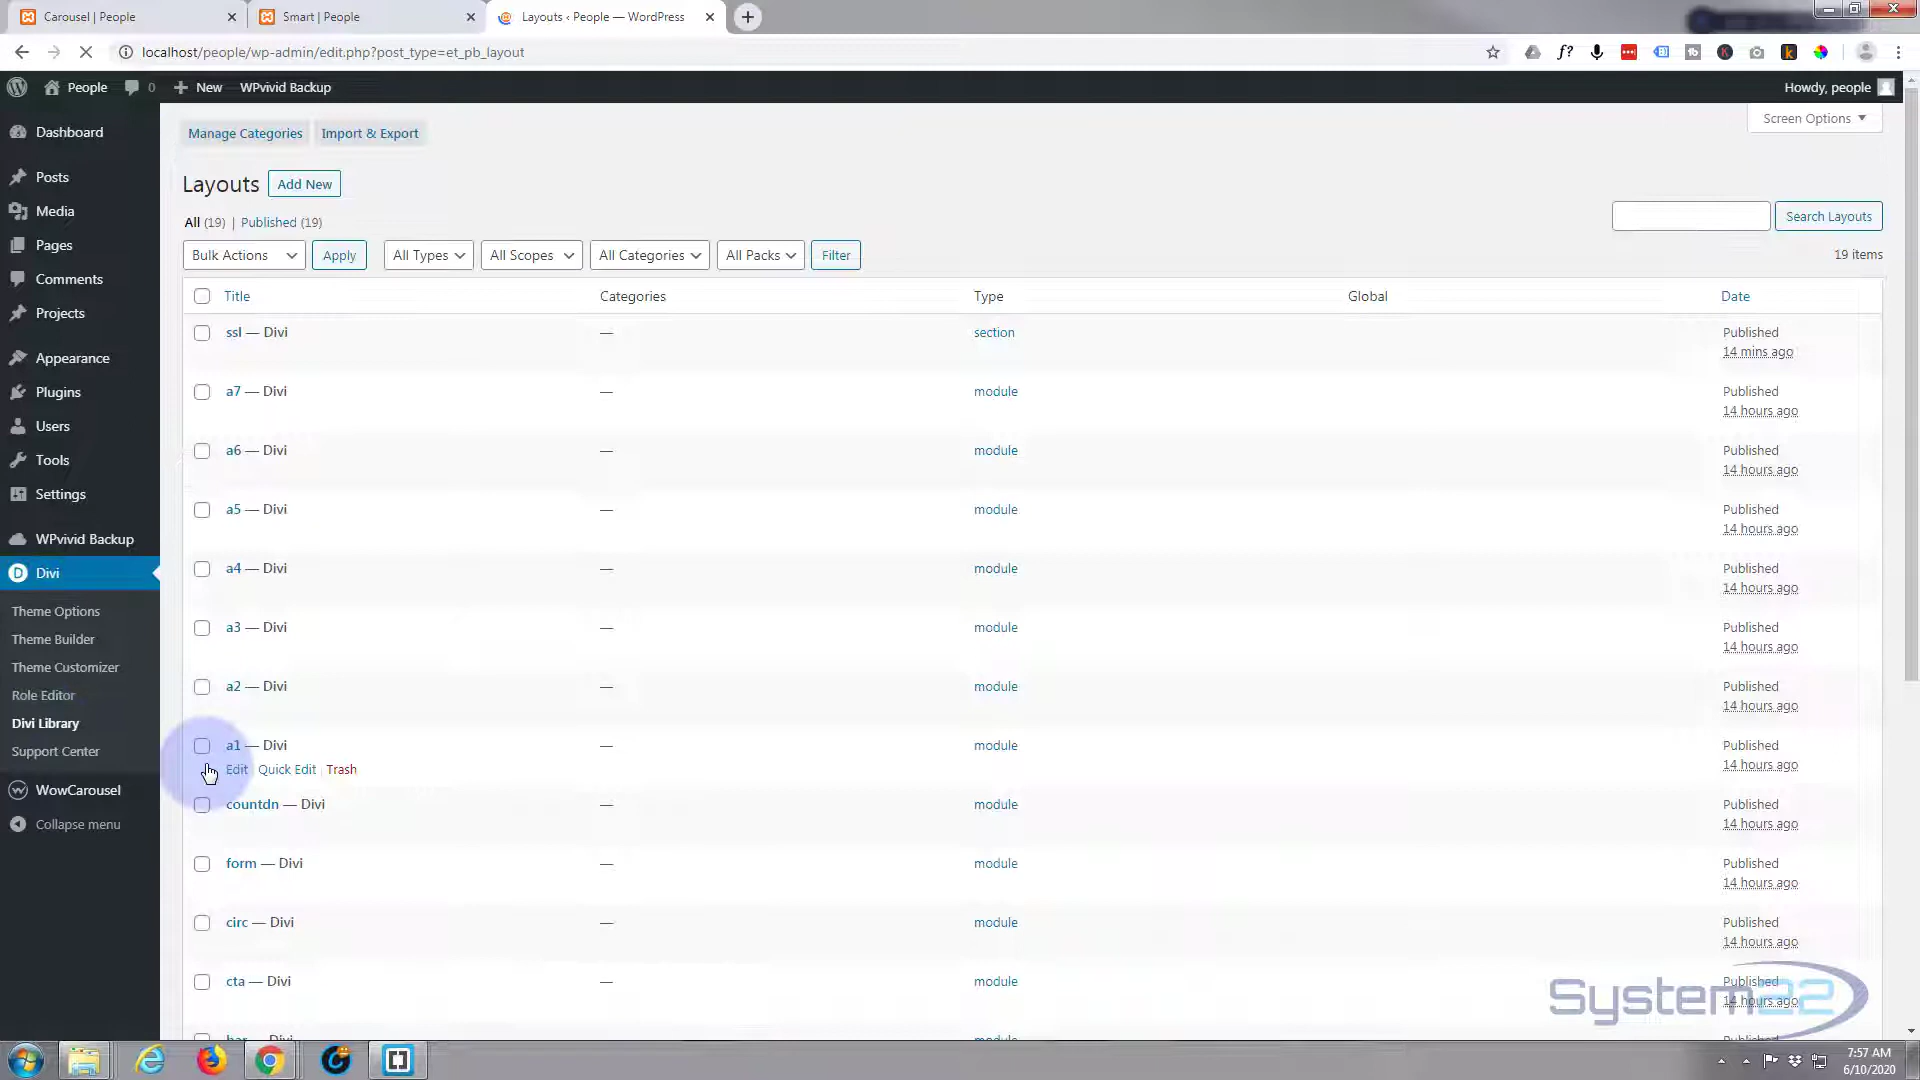 Carousel | People
Smart | People
Layouts ‹ People — WordPress
localhost/people/wp-admin/edit.php?post_type=et_pb_layout
People 0 New WPvivid Backup Howdy, people
Manage Categories Import & Export Screen Options
Layouts Add New
All (19) | Published (19) Search Layouts
Bulk Actions Apply All Types All Scopes All Categories All Packs Filter 19 items
Title Categories Type Global Date
ssl — Divi — section Published
14 mins ago
a7 — Divi — module Published
14 hours ago
a6 — Divi — module Published
14 hours ago
a5 — Divi — module Published
14 hours ago
a4 — Divi — module Published
14 hours ago
a3 — Divi — module Published
14 hours ago
a2 — Divi — module Published
14 hours ago
a1 — Divi — module Published
Edit | Quick Edit | Trash 14 hours ago
countdn — Divi — module Published
14 hours ago
form — Divi — module Published
14 hours ago
circ — Divi — module Published
14 hours ago
cta — Divi — module Published
14 hours ago
Dashboard
Posts
Media
Pages
Comments
Projects
Appearance
Plugins
Users
Tools
Settings
WPvivid Backup
Divi
Theme Options
Theme Builder
Theme Customizer
Role Editor
Divi Library
Support Center
WowCarousel
Collapse menu
System22
7:57 AM
6/10/2020